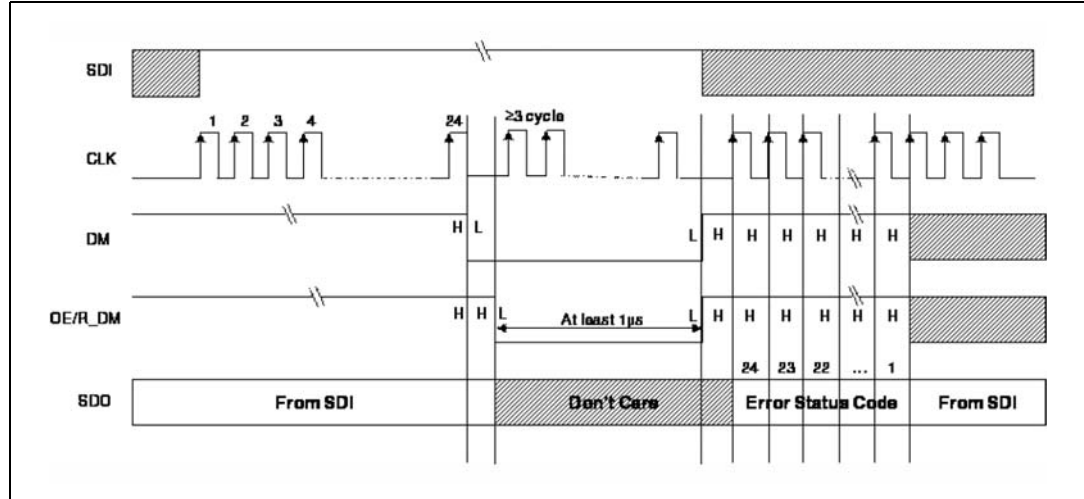 SDI
1 2 3 4 24 ≥3 cycle
CLK
H L L H H H H H H
DM
OE/R_DM
H H L At least 1µs L H H H H H H
24 23 22 ... 1
SDO From SDI Don't Care Error Status Code From SDI